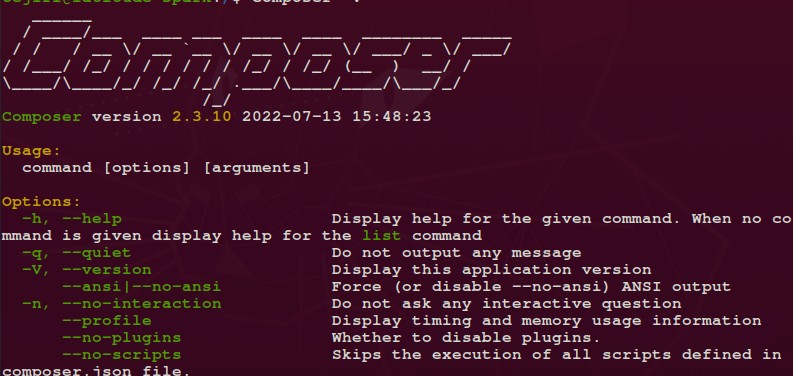 Composer
Composer version 2.3.10 2022-07-13 15:48:23
Usage:
command [options] [arguments]
Options:
-h, --help Display help for the given command. When no co
mmand is given display help for the list command
-q, --quiet Do not output any message
-V, --version Display this application version
--ansi|--no-ansi Force (or disable --no-ansi) ANSI output
-n, --no-interaction Do not ask any interactive question
--profile Display timing and memory usage information
--no-plugins Whether to disable plugins.
--no-scripts Skips the execution of all scripts defined in
composer.json file.